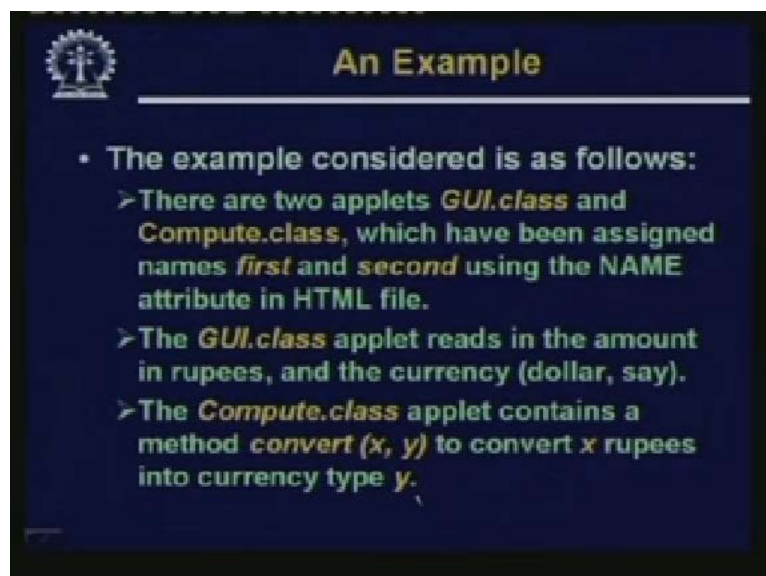 An Example
• The example considered is as follows:
➢There are two applets GUI.class and
Compute.class, which have been assigned
names first and second using the NAME
attribute in HTML file.
➢The GUI.class applet reads in the amount
in rupees, and the currency (dollar, say).
➢The Compute.class applet contains a
method convert (x, y) to convert x rupees
into currency type y.